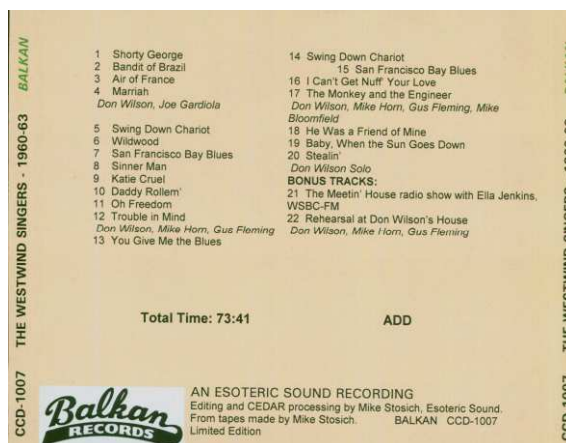 CCD-1007 THE WESTWIND SINGERS - 1960-63 BALKAN
1 Shorty George
2 Bandit of Brazil
3 Air of France
4 Marriah
Don Wilson, Joe Gardiola
5 Swing Down Chariot
6 Wildwood
7 San Francisco Bay Blues
8 Sinner Man
9 Katie Cruel
10 Daddy Rollem'
11 Oh Freedom
12 Trouble in Mind
Don Wilson, Mike Horn, Gus Fleming
13 You Give Me the Blues
14 Swing Down Chariot
15 San Francisco Bay Blues
16 I Can't Get Nuff' Your Love
17 The Monkey and the Engineer
Don Wilson, Mike Horn, Gus Fleming, Mike
Bloomfield
18 He Was a Friend of Mine
19 Baby, When the Sun Goes Down
20 Stealin'
Don Wilson Solo
BONUS TRACKS:
21 The Meetin' House radio show with Ella Jenkins,
WSBC-FM
22 Rehearsal at Don Wilson's House
Don Wilson, Mike Horn, Gus Fleming
Total Time: 73:41 ADD
Balkan
RECORDS
AN ESOTERIC SOUND RECORDING
Editing and CEDAR processing by Mike Stosich, Esoteric Sound.
From tapes made by Mike Stosich. BALKAN CCD-1007
Limited Edition